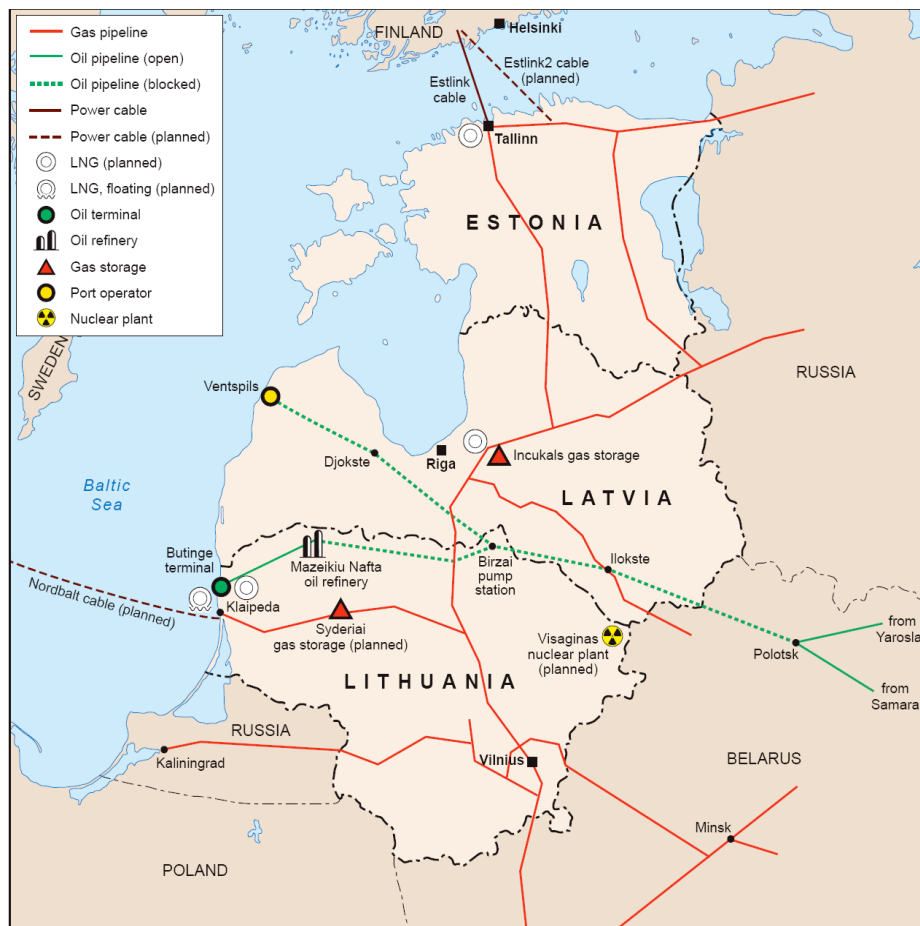 Gas pipeline
Oil pipeline (open)
Oil pipeline (blocked)
Power cable
Power cable (planned)
LNG (planned)
LNG, floating (planned)
Oil terminal
Oil refinery
Gas storage
Port operator
Nuclear plant
FINLAND
Helsinki
Estlink
cable
Estlink2 cable
(planned)
Tallinn
ESTONIA
SWEDEN
RUSSIA
Ventspils
Djokste
Riga
Incukals gas storage
LATVIA
Baltic
Sea
Butinge
terminal
Mazeikiu Nafta
oil refinery
Birzai
pump
station
Ilokste
Nordbalt cable (planned)
Klaipeda
Syderiai
gas storage (planned)
Visaginas
nuclear plant
(planned)
Polotsk
from
Yarosla
from
Samara
LITHUANIA
RUSSIA
Kaliningrad
Vilnius
BELARUS
Minsk
POLAND